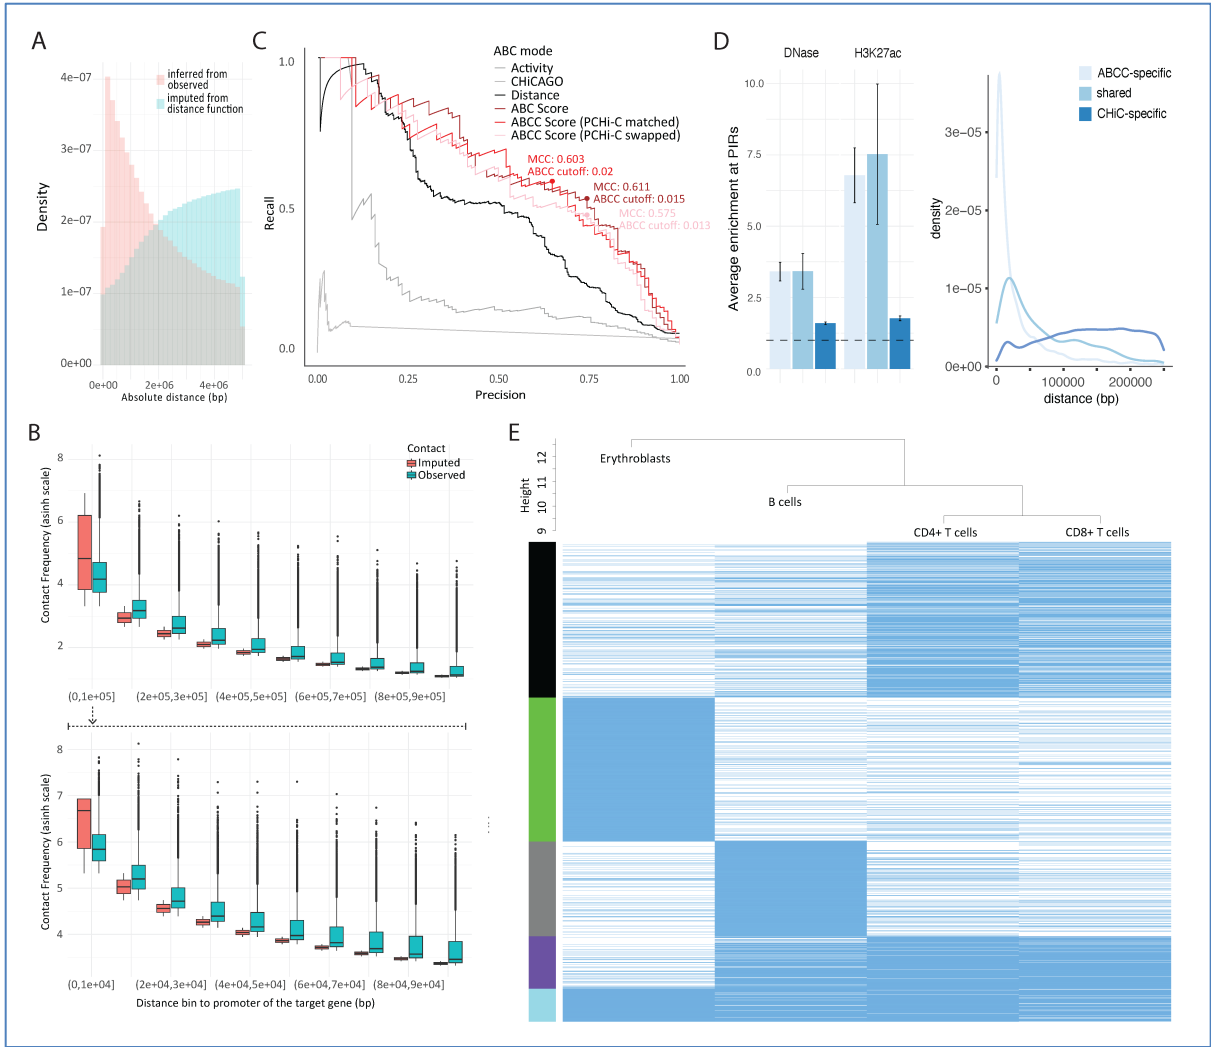 A
inferred from
observed
imputed from
distance function
4e-07
3e-07
2e-07
1e-07
0e+00
Density
0e+00
2e+06
4e+06
Absolute distance (bp)
C
ABC mode
Activity
CHiCAGO
Distance
ABC Score
ABCC Score (PCHi-C matched)
ABCC Score (PCHi-C swapped)
1.0
0.5
0.0
Recall
MCC: 0.603
ABCC cutoff: 0.02
MCC: 0.611
ABCC cutoff: 0.015
MCC: 0.575
ABCC cutoff: 0.013
0.00
0.25
0.50
0.75
1.00
Precision
D
DNase
H3K27ac
10.0
7.5
5.0
2.5
0.0
Average enrichment at PIRs
ABCC-specific
shared
CHiC-specific
3e-05
2e-05
1e-05
0e+00
density
0
100000
200000
distance (bp)
B
Contact
Imputed
Observed
8
6
4
2
Contact Frequency (asinh scale)
(0,1e+05]
(2e+05,3e+05]
(4e+05,5e+05]
(6e+05,7e+05]
(8e+05,9e+05]
8
7
6
5
4
Contact Frequency (asinh scale)
(0,1e+04]
(2e+04,3e+04]
(4e+04,5e+04]
(6e+04,7e+04]
(8e+04,9e+04]
Distance bin to promoter of the target gene (bp)
E
Height
12
11
10
9
Erythroblasts
B cells
CD4+ T cells
CD8+ T cells